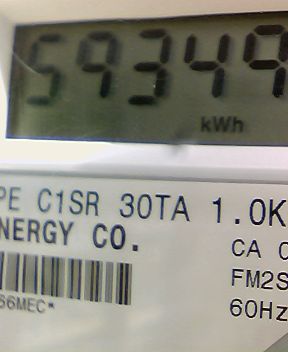 59349
kWh
PE C1SR 30TA 1.0K
NERGY CO.
CA
FM2S
66MEC*
60Hz